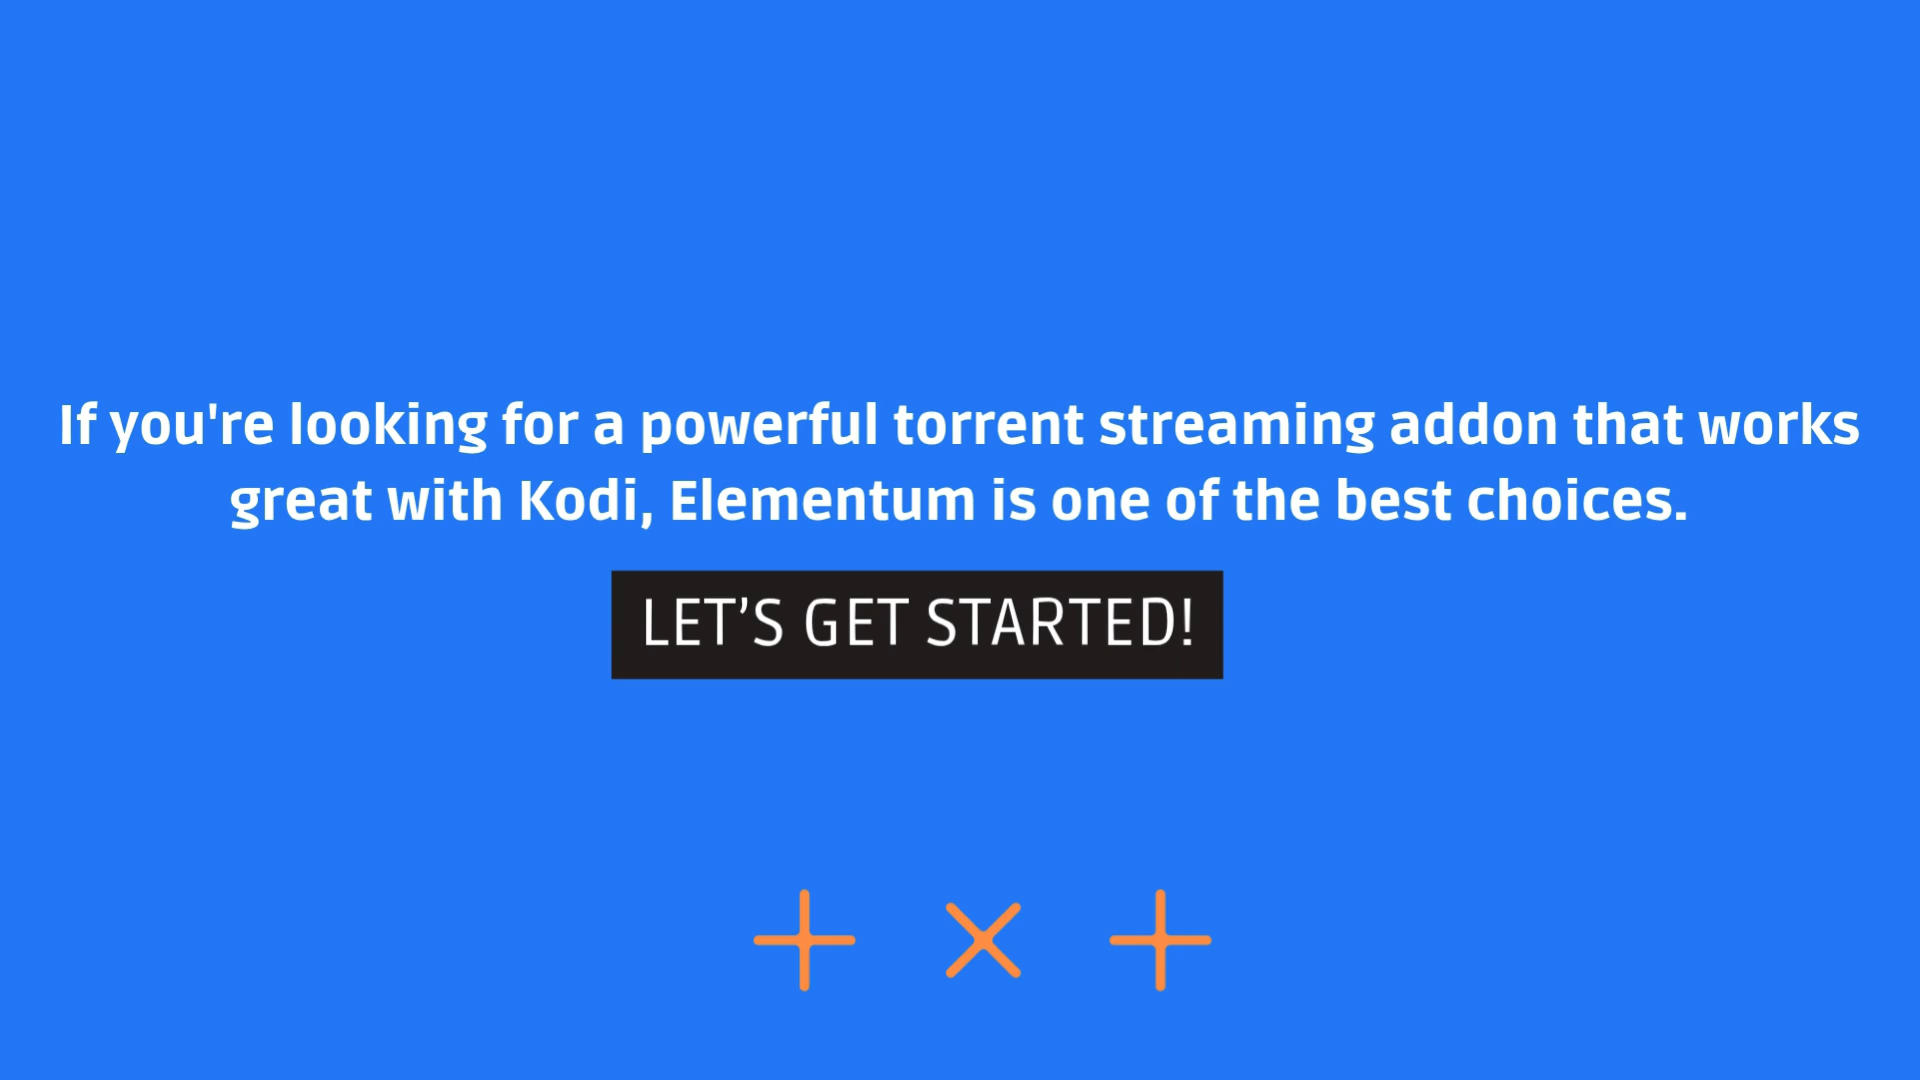 If you're looking for a powerful torrent streaming addon that works
great with Kodi, Elementum is one of the best choices.
LET’S GET STARTED!